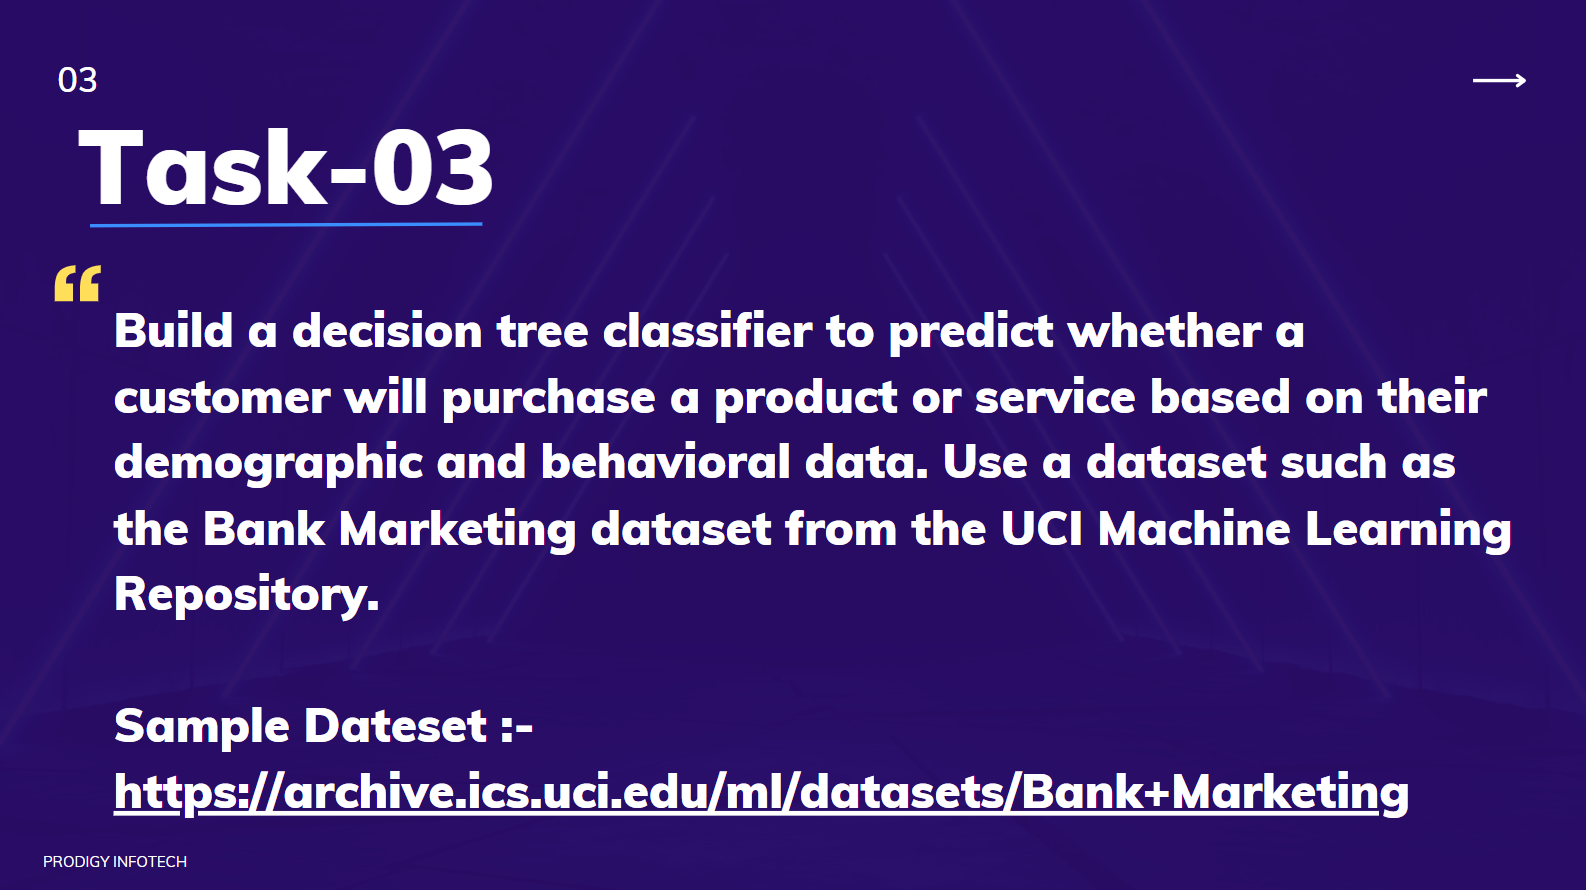 03
Task-03
“
Build a decision tree classifier to predict whether a
customer will purchase a product or service based on their
demographic and behavioral data. Use a dataset such as
the Bank Marketing dataset from the UCI Machine Learning
Repository.
Sample Dateset :-
https://archive.ics.uci.edu/ml/datasets/Bank+Marketing
PRODIGY INFOTECH